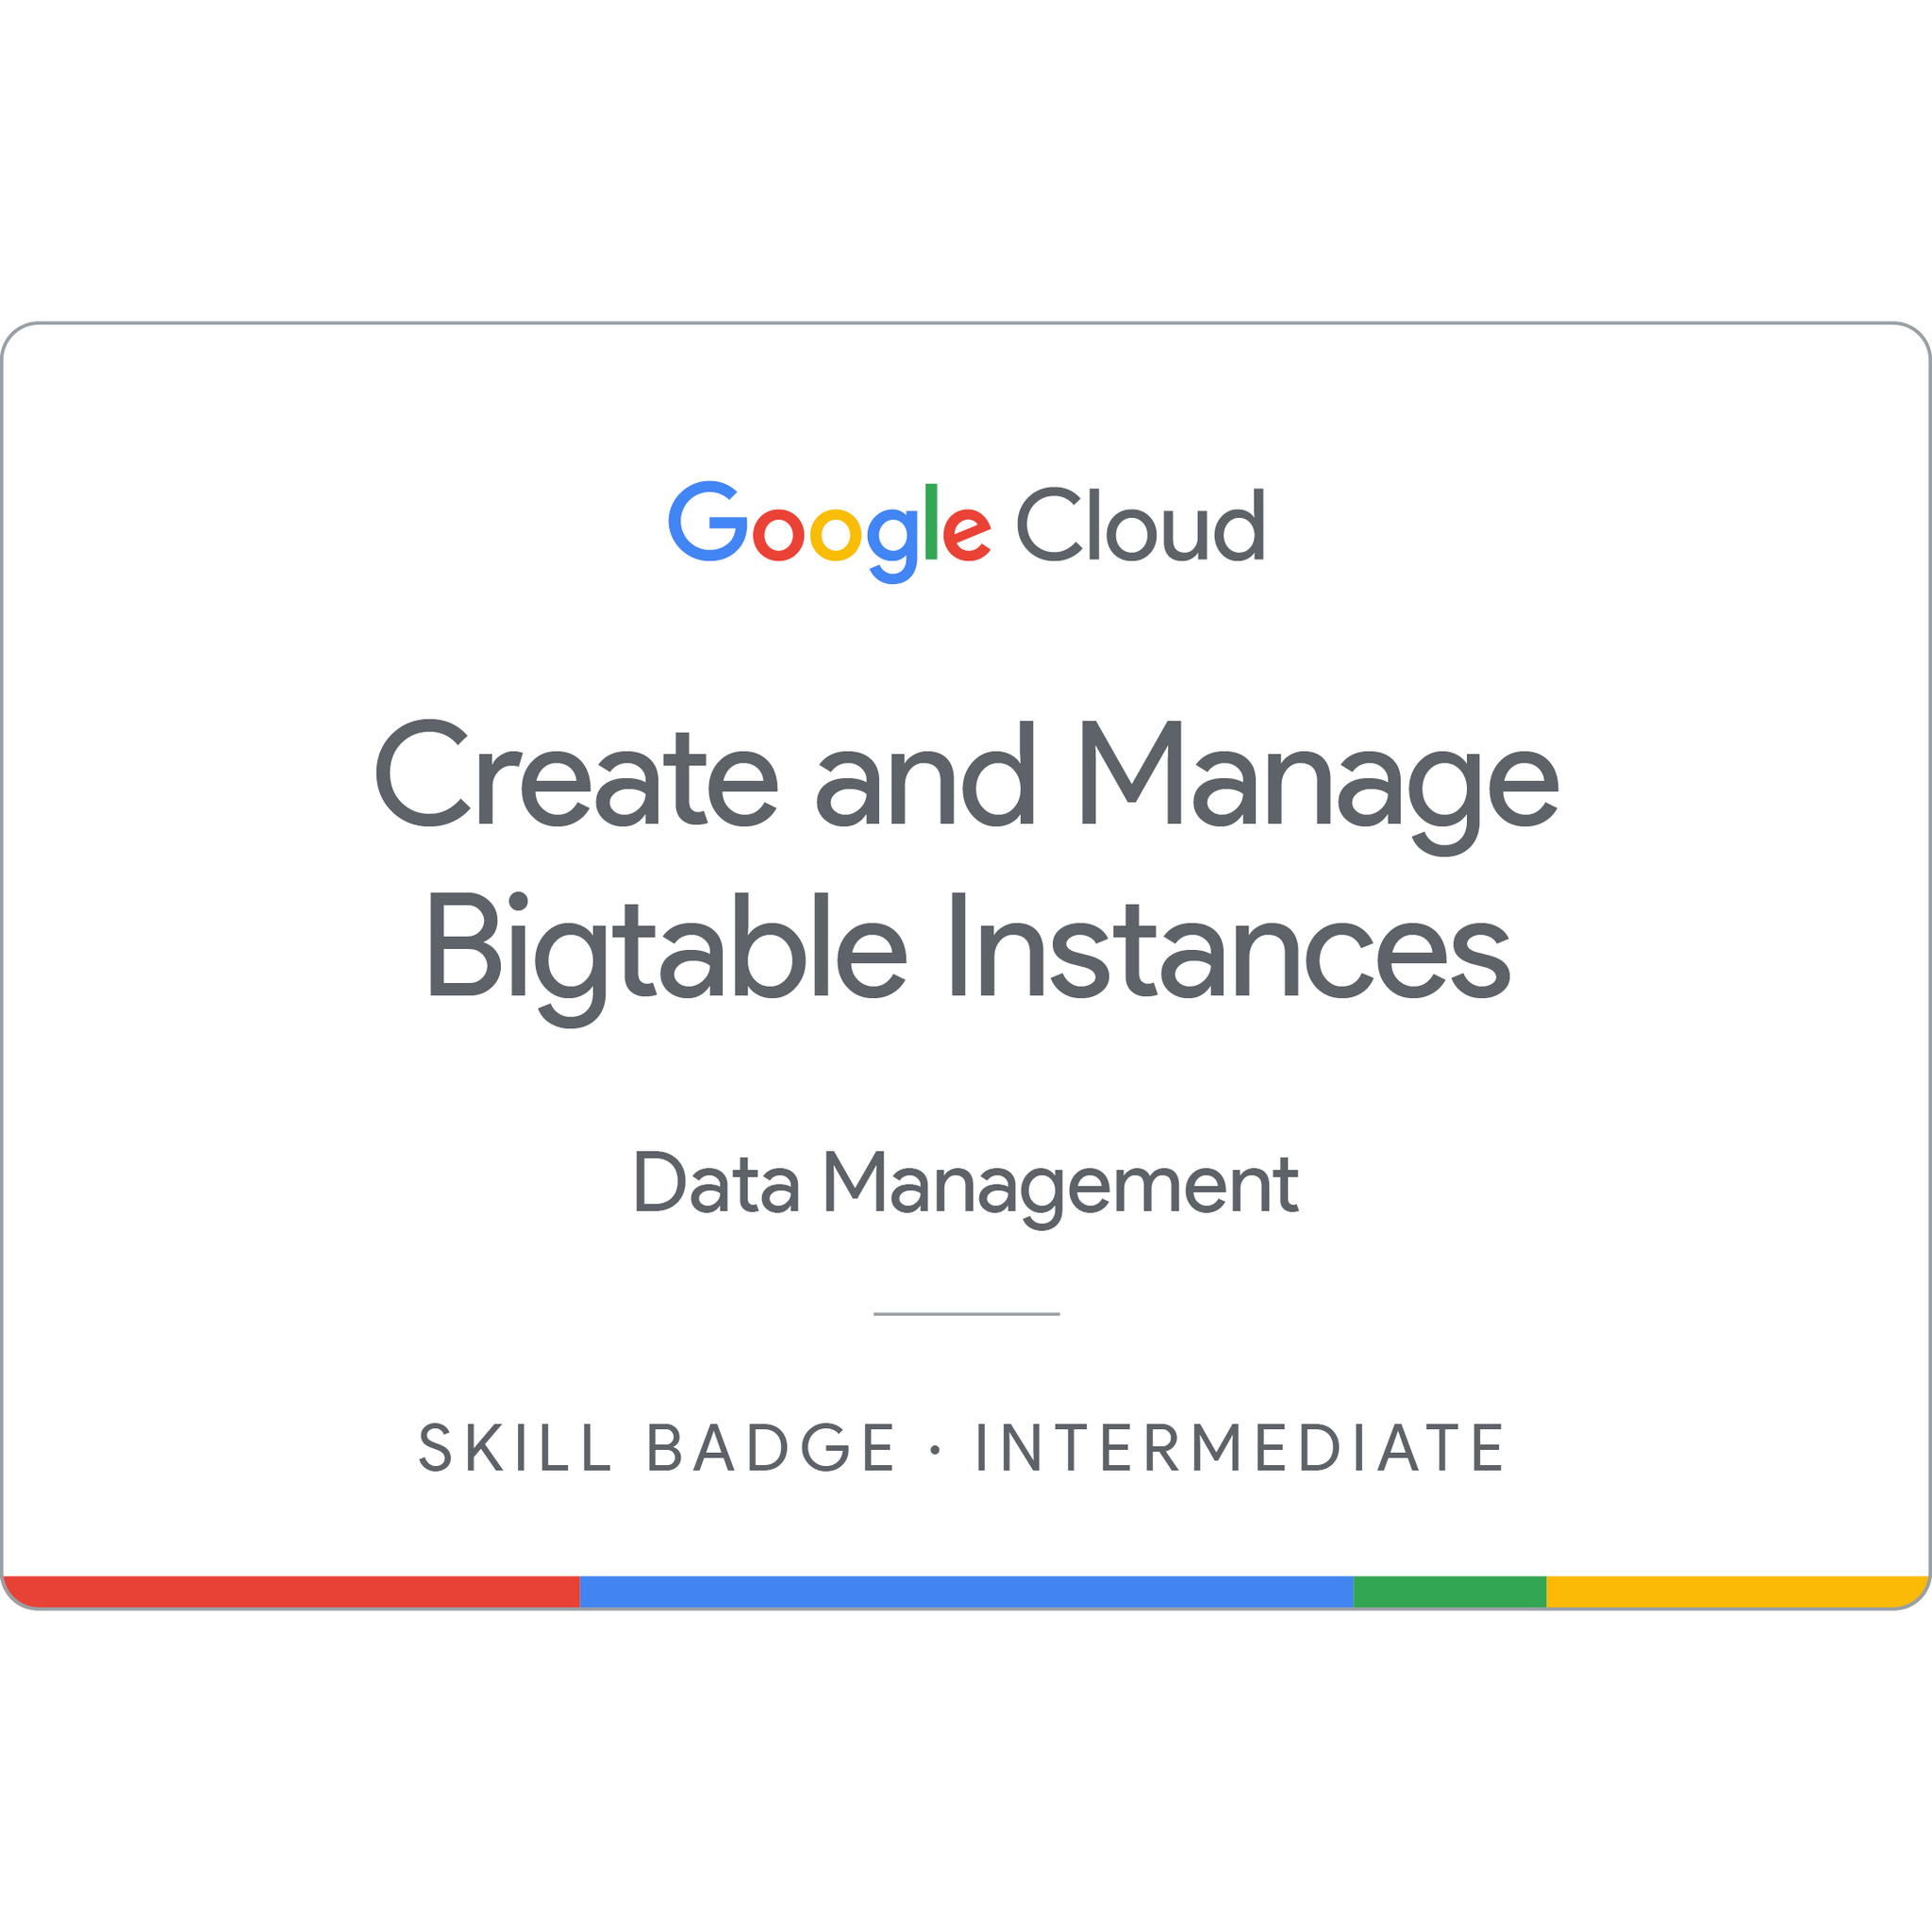 Google Cloud
Create and Manage
Bigtable Instances
Data Management
SKILL BADGE · INTERMEDIATE